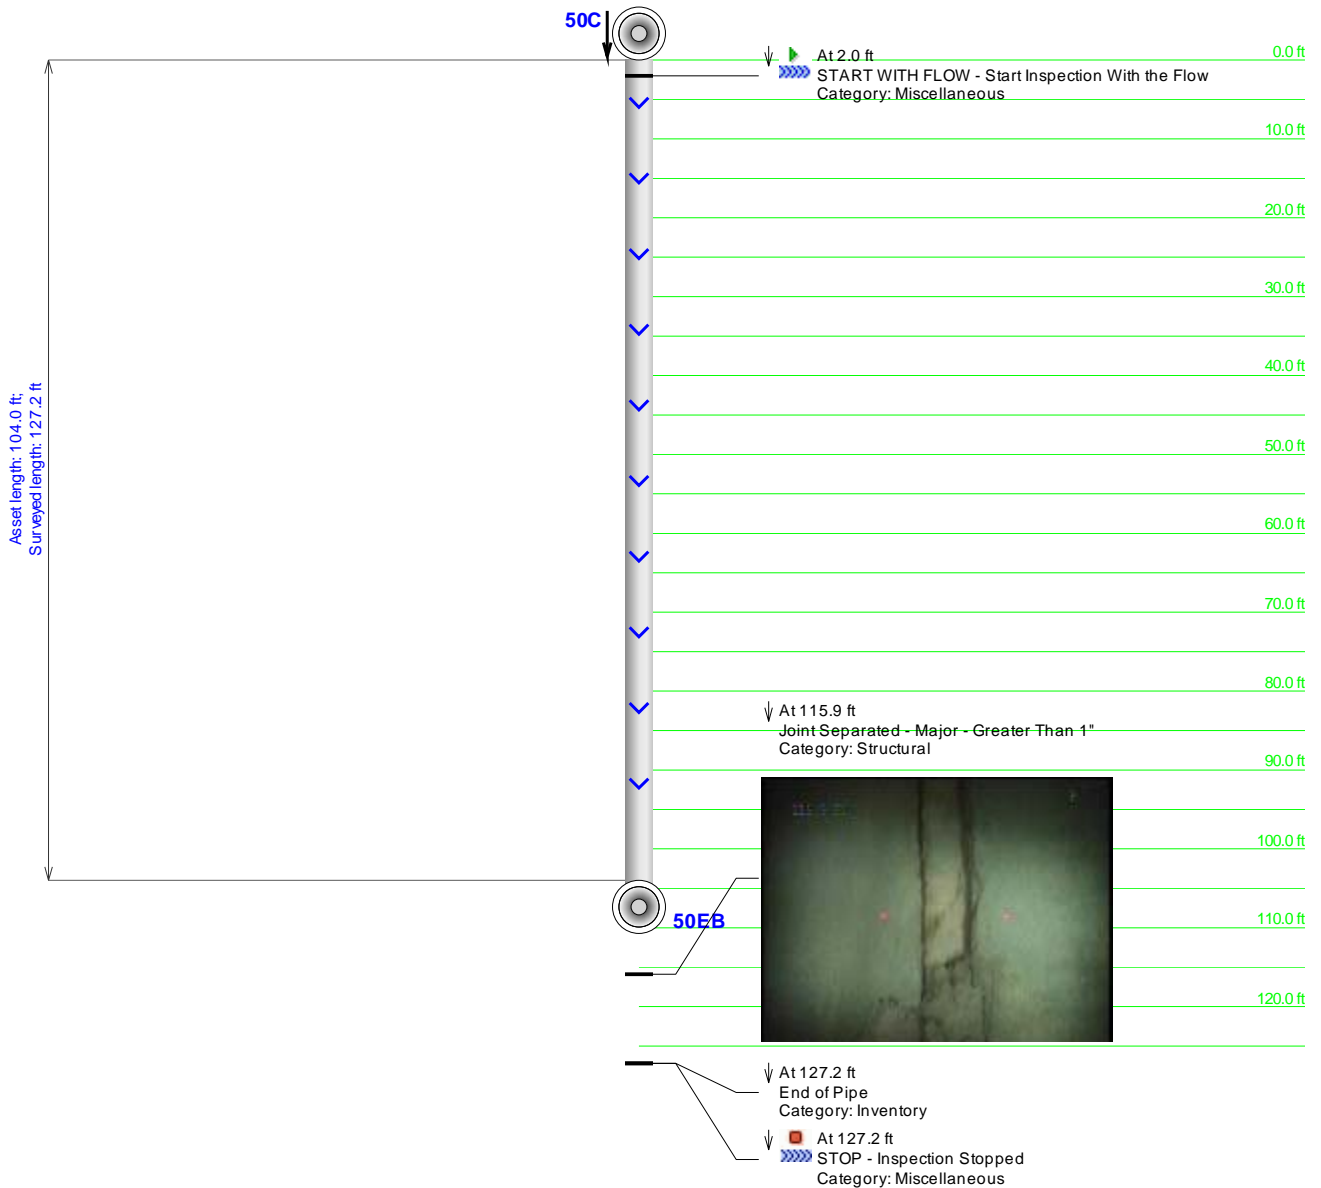 50C
At 2.0 ft
START WITH FLOW - Start Inspection With the Flow
Category: Miscellaneous
0.0 ft
10.0 ft
20.0 ft
30.0 ft
40.0 ft
50.0 ft
60.0 ft
70.0 ft
80.0 ft
90.0 ft
100.0 ft
110.0 ft
120.0 ft
Asset length: 104.0 ft;
Surveyed length: 127.2 ft
At 115.9 ft
Joint Separated - Major - Greater Than 1"
Category: Structural
50EB
At 127.2 ft
End of Pipe
Category: Inventory
At 127.2 ft
STOP - Inspection Stopped
Category: Miscellaneous